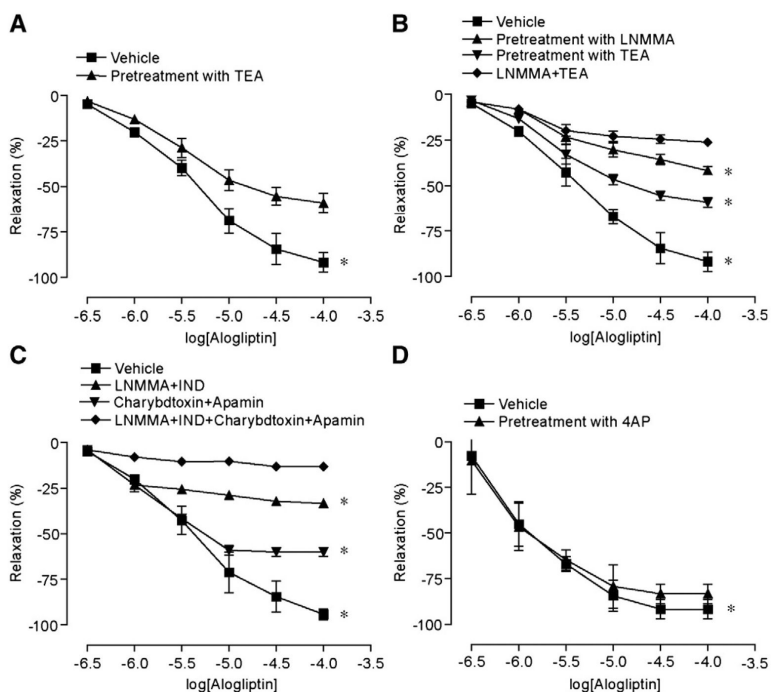 A
Vehicle
Pretreatment with TEA
0
-25
-50
-75
-100
Relaxation (%)
-6.5 -6.0 -5.5 -5.0 -4.5 -4.0 -3.5
log[Alogliptin]
*
B
Vehicle
Pretreatment with LNMMA
Pretreatment with TEA
LNMMA+TEA
0
-25
-50
-75
-100
Relaxation (%)
-6.5 -6.0 -5.5 -5.0 -4.5 -4.0 -3.5
log[Alogliptin]
*
*
*
C
Vehicle
LNMMA+IND
Charybdtoxin+Apamin
LNMMA+IND+Charybdtoxin+Apamin
0
-25
-50
-75
-100
Relaxation (%)
-6.5 -6.0 -5.5 -5.0 -4.5 -4.0 -3.5
log[Alogliptin]
*
*
*
D
Vehicle
Pretreatment with 4AP
0
-25
-50
-75
-100
Relaxation (%)
-6.5 -6.0 -5.5 -5.0 -4.5 -4.0 -3.5
log[Alogliptin]
*